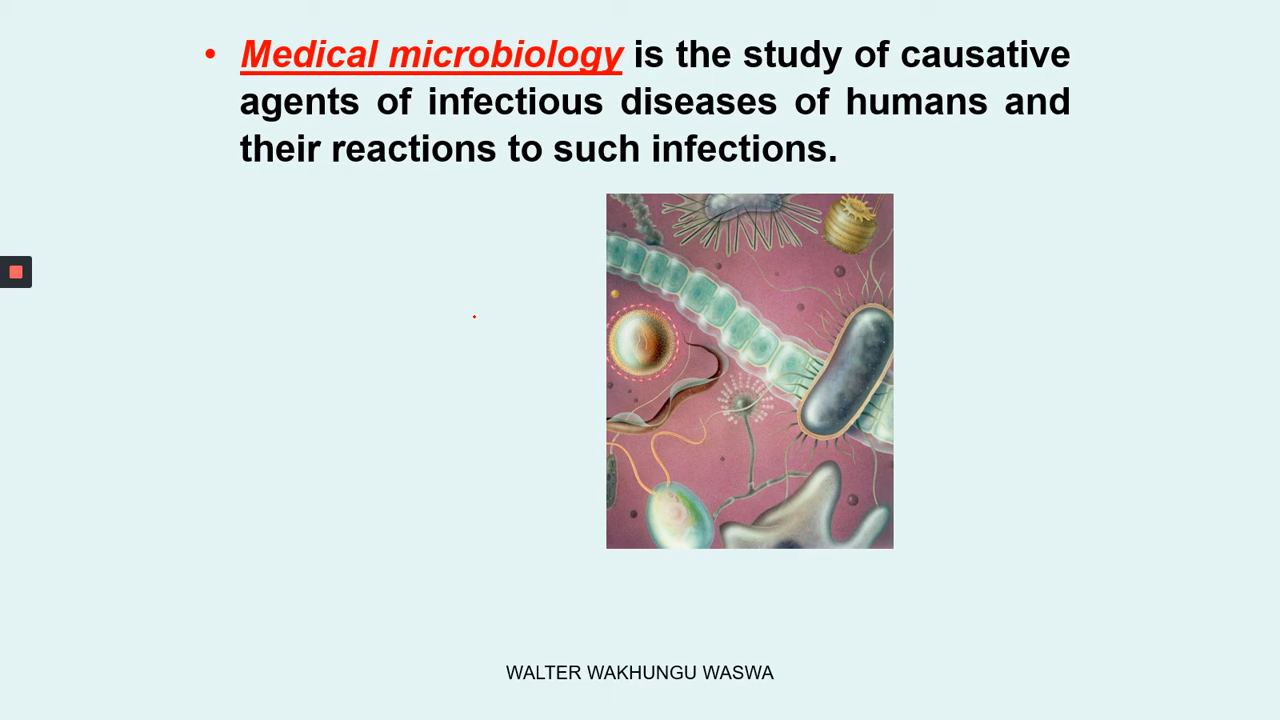 • Medical microbiology is the study of causative
agents of infectious diseases of humans and
their reactions to such infections.
WALTER WAKHUNGU WASWA